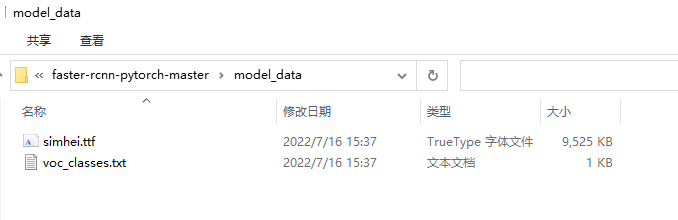 model_data
共享 查看
« faster-rcnn-pytorch-master › model_data
名称 修改日期 类型 大小
simhei.ttf 2022/7/16 15:37 TrueType 字体文件 9,525 KB
voc_classes.txt 2022/7/16 15:37 文本文档 1 KB